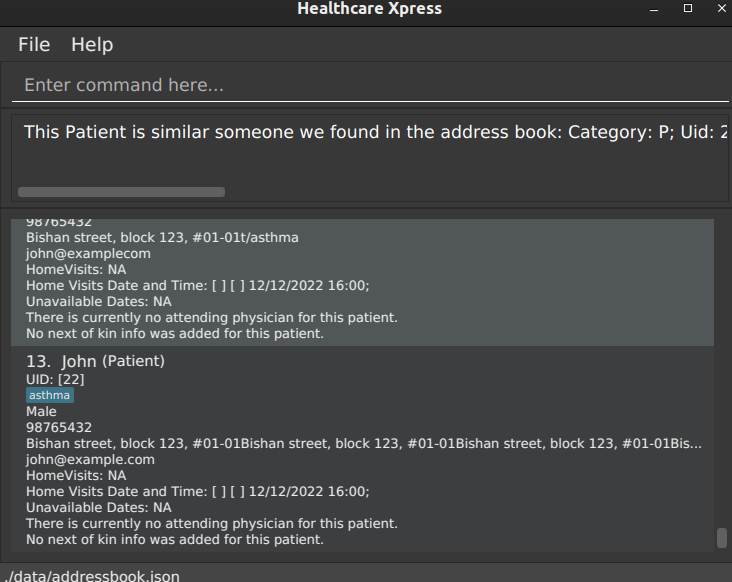 Healthcare Xpress
File Help
Enter command here...
This Patient is similar someone we found in the address book: Category: P; Uid: 2
98765432
Bishan street, block 123, #01-01t/asthma
john@examplecom
HomeVisits: NA
Home Visits Date and Time: [ ] [ ] 12/12/2022 16:00;
Unavailable Dates: NA
There is currently no attending physician for this patient.
No next of kin info was added for this patient.
13. John (Patient)
UID: [22]
asthma
Male
98765432
Bishan street, block 123, #01-01Bishan street, block 123, #01-01Bishan street, block 123, #01-01Bis...
john@example.com
HomeVisits: NA
Home Visits Date and Time: [ ] [ ] 12/12/2022 16:00;
Unavailable Dates: NA
There is currently no attending physician for this patient.
No next of kin info was added for this patient.
./data/addressbook.json